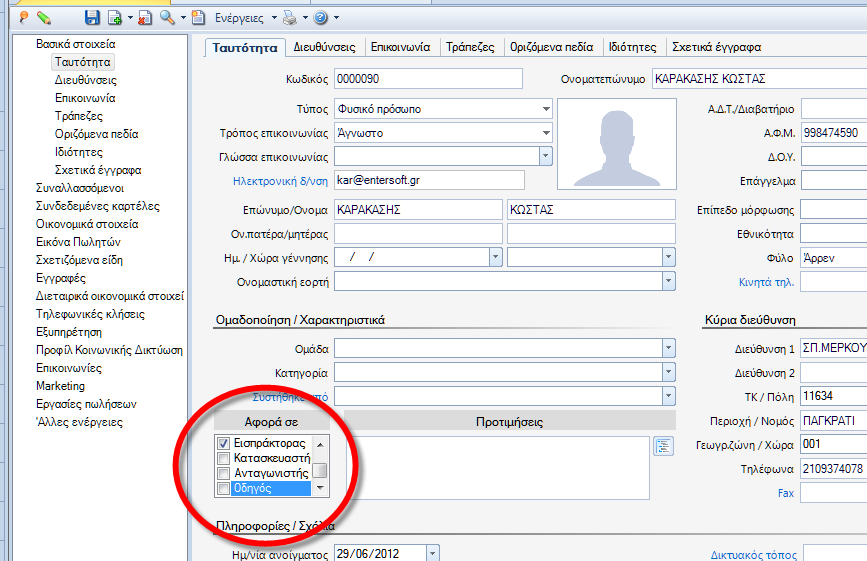 Ενέργειες
Βασικά στοιχεία
Ταυτότητα
Διευθύνσεις
Επικοινωνία
Τράπεζες
Οριζόμενα πεδία
Ιδιότητες
Σχετικά έγγραφα
Συναλλασσόμενοι
Συνδεδεμένες καρτέλες
Οικονομικά στοιχεία
Εικόνα Πωλητών
Σχετιζόμενα είδη
Εγγραφές
Διεταιρικά οικονομικά στοιχεί
Τηλεφωνικές κλήσεις
Εξυπηρέτηση
Προφίλ Κοινωνικής Δικτύωση
Επικοινωνίες
Marketing
Εργασίες πωλήσεων
'Άλλες ενέργειες
Ταυτότητα Διευθύνσεις Επικοινωνία Τράπεζες Οριζόμενα πεδία Ιδιότητες Σχετικά έγγραφα
Κωδικός 0000090 Ονοματεπώνυμο ΚΑΡΑΚΑΣΗΣ ΚΩΣΤΑΣ
Τύπος Φυσικό πρόσωπο Α.Δ.Τ./Διαβατήριο
Τρόπος επικοινωνίας Άγνωστο Α.Φ.Μ. 998474590
Γλώσσα επικοινωνίας Δ.Ο.Υ.
Ηλεκτρονική δ/νση kar@entersoft.gr Επάγγελμα
Επώνυμο/Ονομα ΚΑΡΑΚΑΣΗΣ ΚΩΣΤΑΣ Επίπεδο μόρφωσης
Ον.πατέρα/μητέρας Εθνικότητα
Ημ. / Χώρα γέννησης / / Φύλο Άρρεν
Ονομαστική εορτή Κινητά τηλ.
Ομαδοποίηση / Χαρακτηριστικά Κύρια διεύθυνση
Ομάδα Διεύθυνση 1 ΣΠ.ΜΕΡΚΟΥ
Κατηγορία Διεύθυνση 2
Συστήθηκε από ΤΚ / Πόλη 11634
Αφορά σε Προτιμήσεις Περιοχή / Νομός ΠΑΓΚΡΑΤΙ
Εισπράκτορας Γεωγρ.ζώνη / Χώρα 001
Κατασκευαστή
Ανταγωνιστής Τηλέφωνα 2109374078
Οδηγός Fax
Πληροφορίες / Σχόλια
Ημ/νία ανοίγματος 29/06/2012 Δικτυακός τόπος